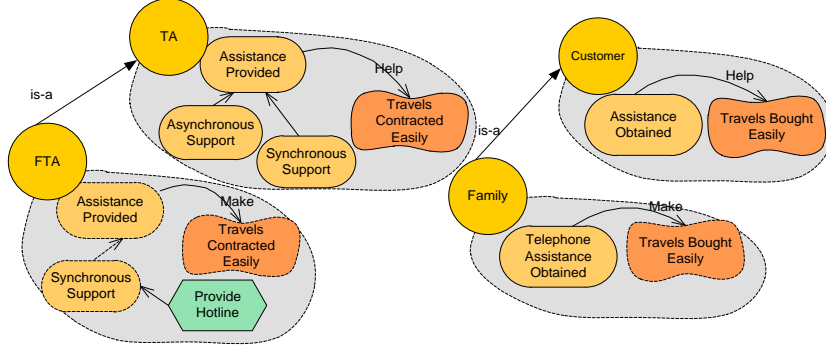 TA
Assistance
Provided
Help
Travels
Contracted
Easily
Asynchronous
Support
Synchronous
Support
is-a
FTA
Assistance
Provided
Make
Travels
Contracted
Easily
Synchronous
Support
Provide
Hotline
Customer
Help
Assistance
Obtained
Travels Bought
Easily
is-a
Family
Make
Telephone
Assistance
Obtained
Travels Bought
Easily